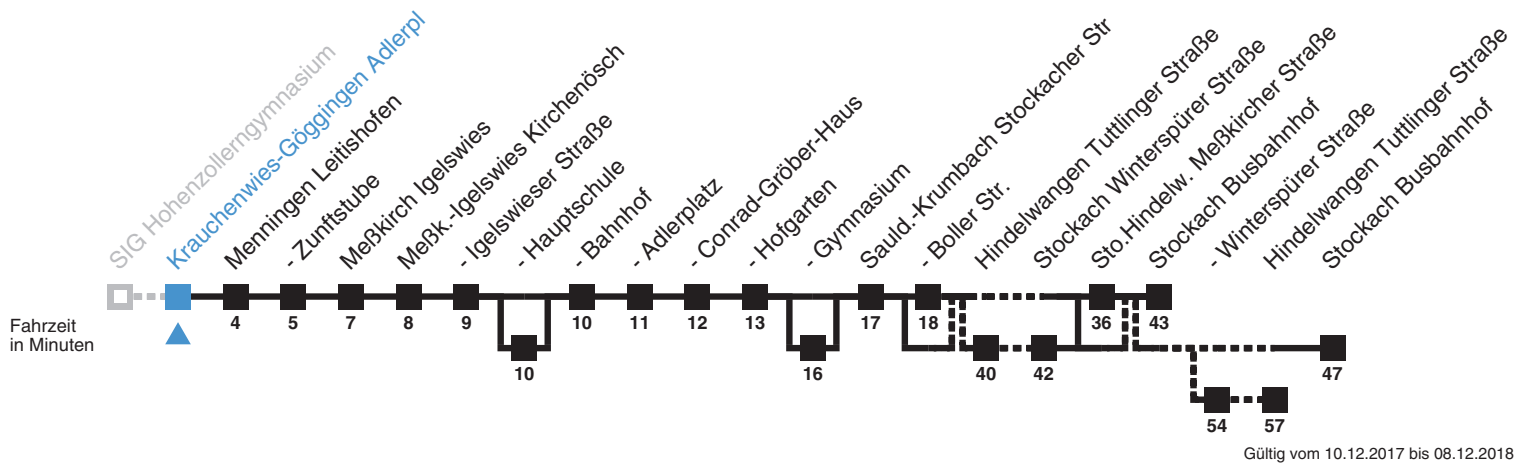 SIG Hohenzollerngymnasium
Krauchenwies-Göggingen Adlerpl
Menningen Leitishofen
- Zunftstube
Meßkirch Igelswies
Meßk.-Igelswies Kirchenösch
- Igelswieser Straße
- Hauptschule
- Bahnhof
- Adlerplatz
- Conrad-Gröber-Haus
- Hofgarten
- Gymnasium
Sauld.-Krumbach Stockacher Str
- Boller Str.
Hindelwangen Tuttlinger Straße
Stockach Winterspürer Straße
Sto.Hindelw. Meßkircher Straße
Stockach Busbahnhof
- Winterspürer Straße
Hindelwangen Tuttlinger Straße
Stockach Busbahnhof
Fahrzeit
in Minuten
4 5 7 8 9 10 11 12 13 17 18 36 43
10 16 40 42 47
54 57
Gültig vom 10.12.2017 bis 08.12.2018